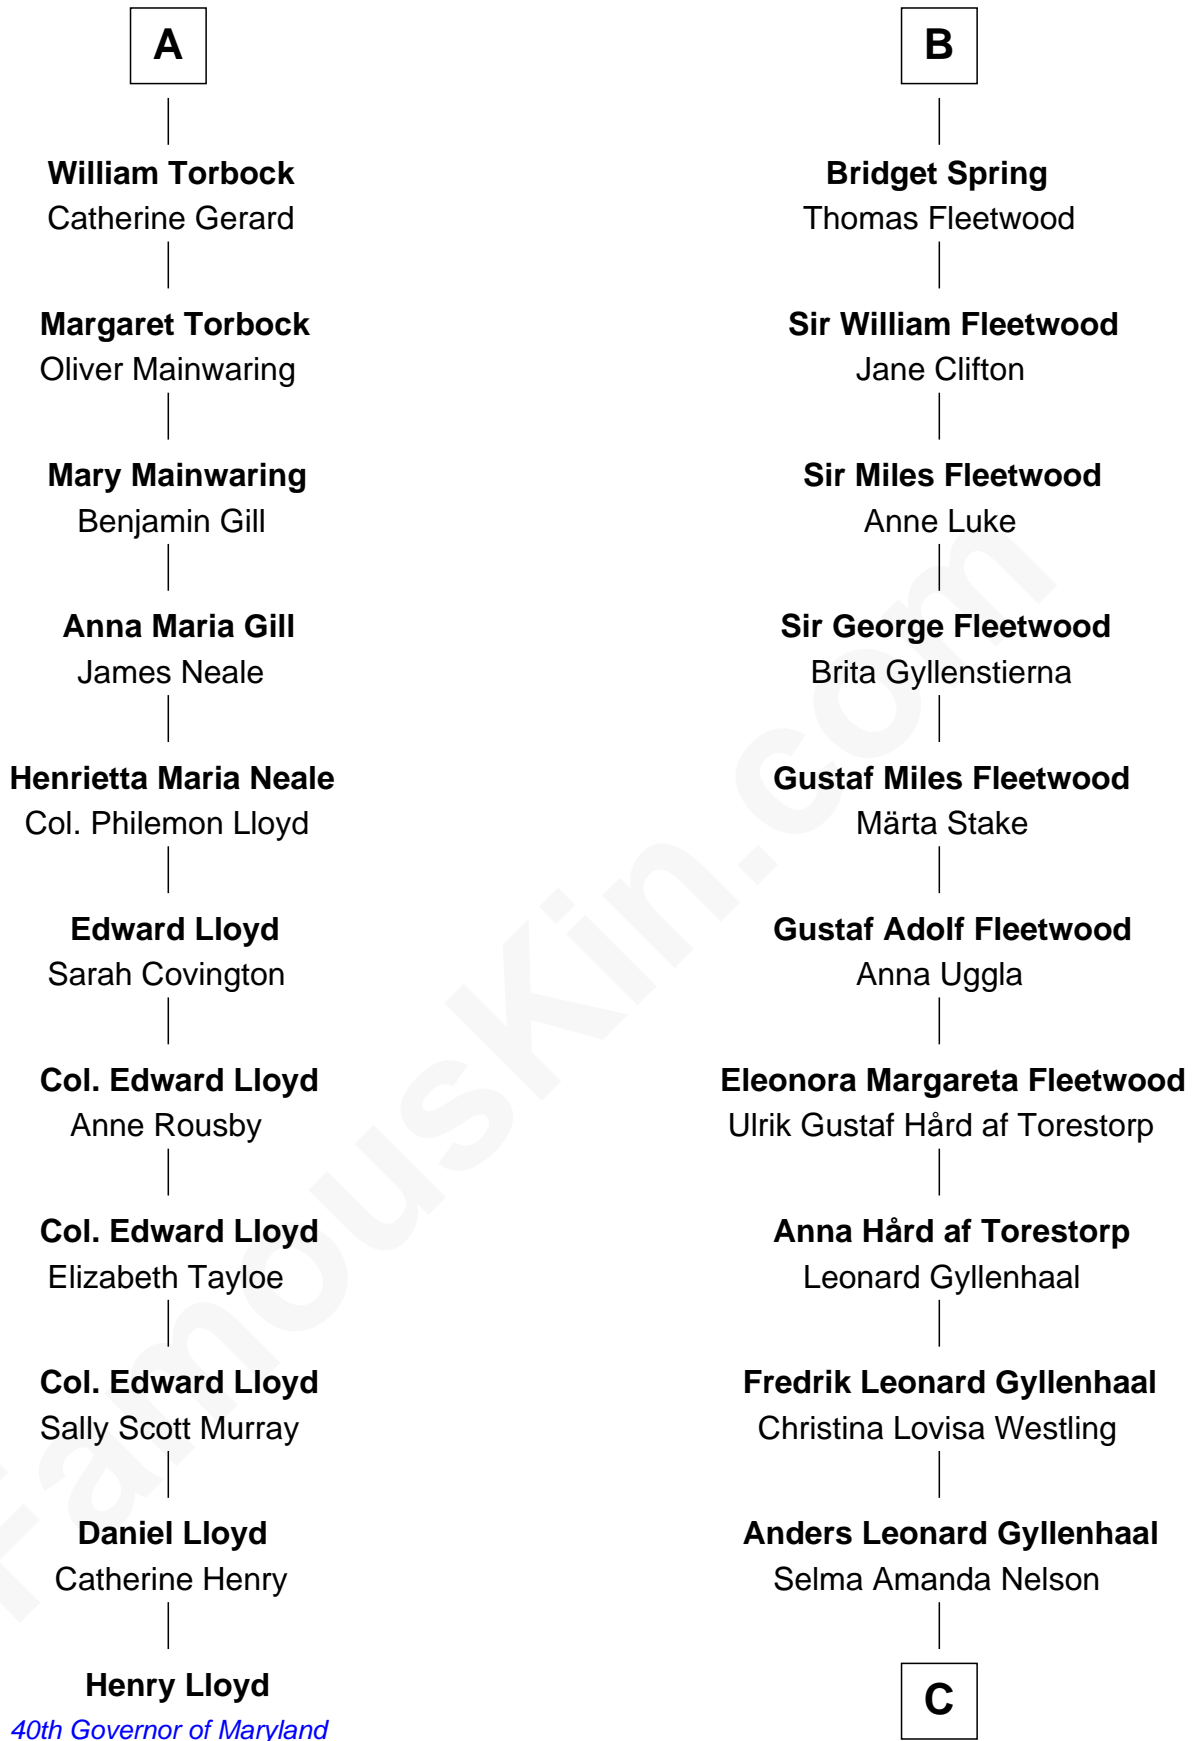 A
William Torbock
Catherine Gerard
Margaret Torbock
Oliver Mainwaring
Mary Mainwaring
Benjamin Gill
Anna Maria Gill
James Neale
Henrietta Maria Neale
Col. Philemon Lloyd
Edward Lloyd
Sarah Covington
Col. Edward Lloyd
Anne Rousby
Col. Edward Lloyd
Elizabeth Tayloe
Col. Edward Lloyd
Sally Scott Murray
Daniel Lloyd
Catherine Henry
Henry Lloyd
40th Governor of Maryland
B
Bridget Spring
Thomas Fleetwood
Sir William Fleetwood
Jane Clifton
Sir Miles Fleetwood
Anne Luke
Sir George Fleetwood
Brita Gyllenstierna
Gustaf Miles Fleetwood
Märta Stake
Gustaf Adolf Fleetwood
Anna Uggla
Eleonora Margareta Fleetwood
Ulrik Gustaf Hård af Torestorp
Anna Hård af Torestorp
Leonard Gyllenhaal
Fredrik Leonard Gyllenhaal
Christina Lovisa Westling
Anders Leonard Gyllenhaal
Selma Amanda Nelson
C
FamousKin.com